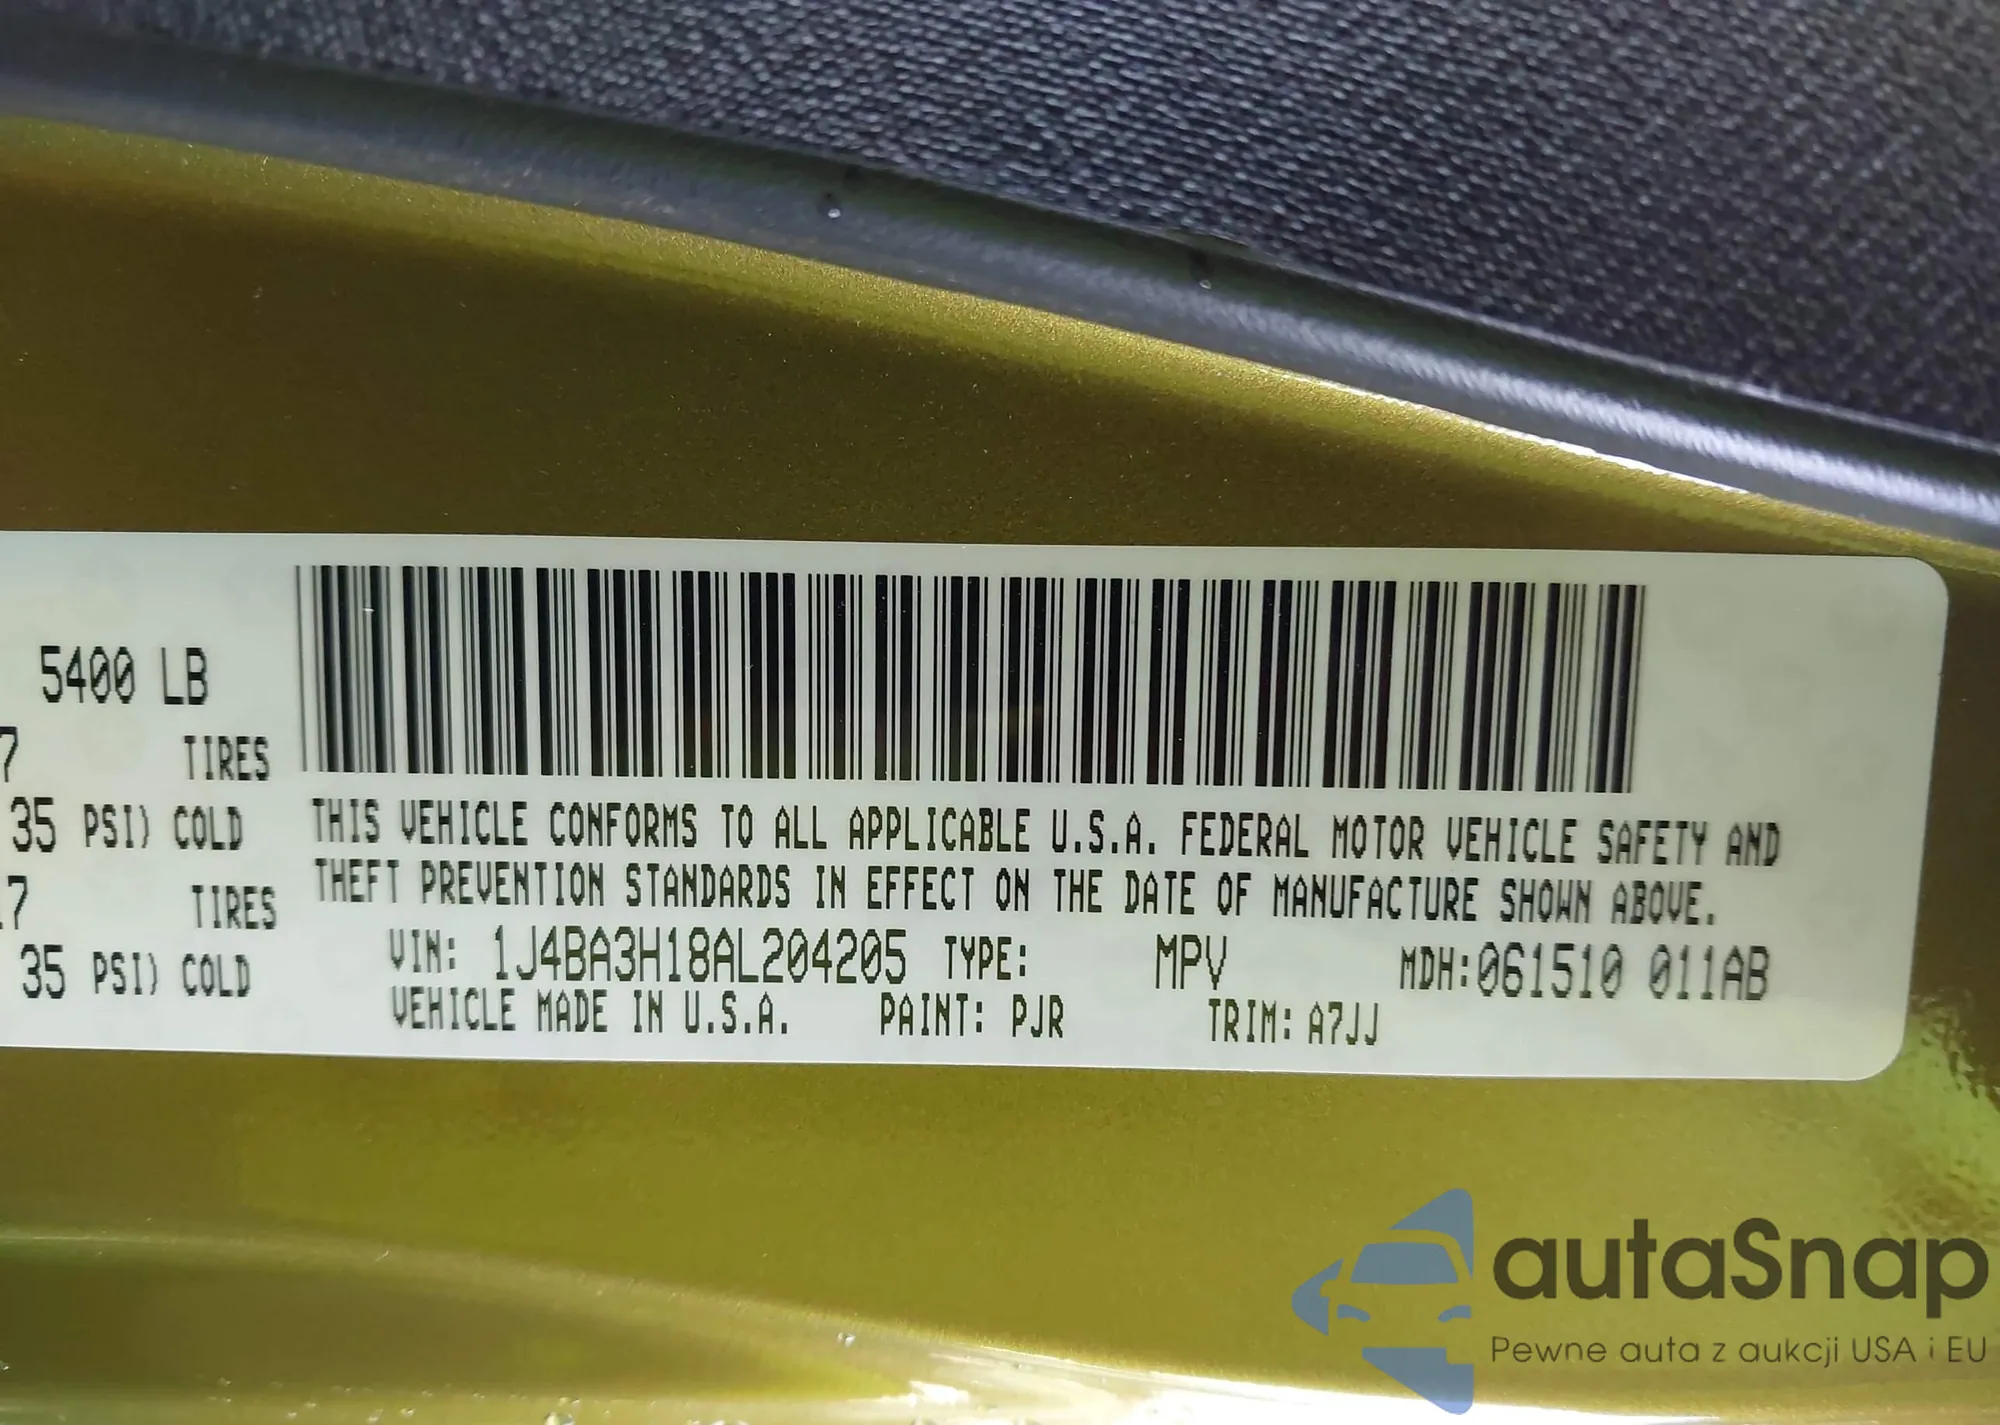 5400 LB
7 TIRES
35 PSI) COLD
7 TIRES
35 PSI) COLD
THIS VEHICLE CONFORMS TO ALL APPLICABLE U.S.A. FEDERAL MOTOR VEHICLE SAFETY AND
THEFT PREVENTION STANDARDS IN EFFECT ON THE DATE OF MANUFACTURE SHOWN ABOVE.
VIN: 1J4BA3H18AL204205 TYPE: MPV MDH:061510 011AB
VEHICLE MADE IN U.S.A. PAINT: PJR TRIM: A7JJ
autaSnap
Pewne auta z aukcji USA i EU